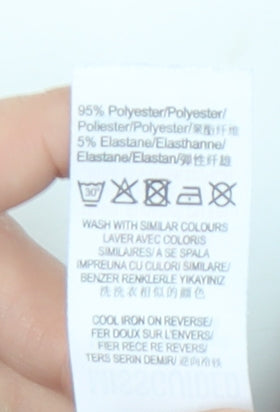 95% Polyester/Polyester/
Poliester/Polyester/聚酯纤维
5% Elastane/Elasthanne/
Elastane/Elastan/弹性纤维
30°
WASH WITH SIMILAR COLOURS
LAVER AVEC COLORIS
SIMILAIRES/ A SE SPALA
IMPREUNA CU CULORI SIMILARE/
BENZER RENKLERLE YIKAYINIZ
洗洗衣相似的颜色
COOL IRON ON REVERSE/
FER DOUX SUR L'ENVERS/
FIER RECE RE REVERS/
TERS SERIN DEMIR/